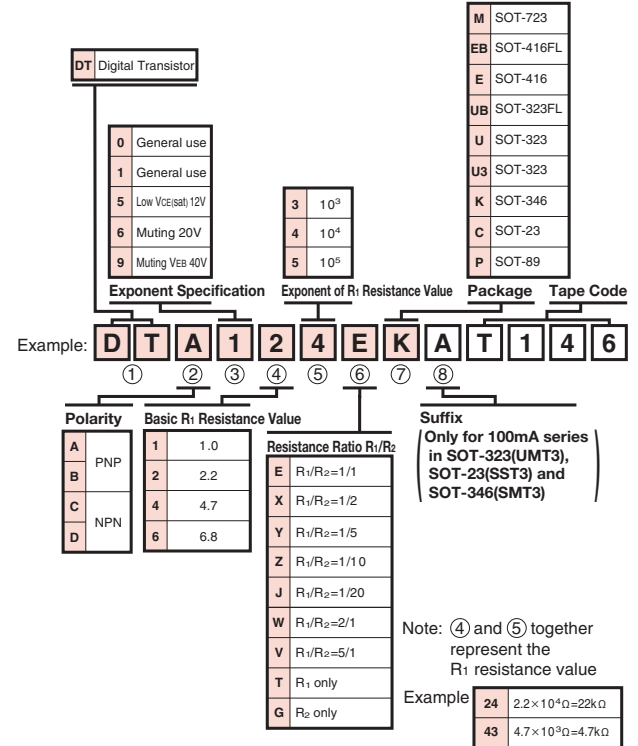 DT Digital Transistor
0 General use
1 General use
5 Low VCE(sat) 12V
6 Muting 20V
9 Muting VEB 40V
3 10³
4 10⁴
5 10⁵
M SOT-723
EB SOT-416FL
E SOT-416
UB SOT-323FL
U SOT-323
U3 SOT-323
K SOT-346
C SOT-23
P SOT-89
Exponent Specification
Exponent of R1 Resistance Value
Package
Tape Code
Example: D T A 1 2 4 E K A T 1 4 6
① ② ③ ④ ⑤ ⑥ ⑦ ⑧
Polarity
A PNP
B
C NPN
D
Basic R1 Resistance Value
1 1.0
2 2.2
4 4.7
6 6.8
Resistance Ratio R1/R2
E R1/R2=1/1
X R1/R2=1/2
Y R1/R2=1/5
Z R1/R2=1/10
J R1/R2=1/20
W R1/R2=2/1
V R1/R2=5/1
T R1 only
G R2 only
Suffix
(Only for 100mA series
in SOT-323(UMT3),
SOT-23(SST3) and
SOT-346(SMT3))
Note: ④ and ⑤ together
represent the
R1 resistance value
Example
24 2.2×10⁴Ω=22kΩ
43 4.7×10³Ω=4.7kΩ